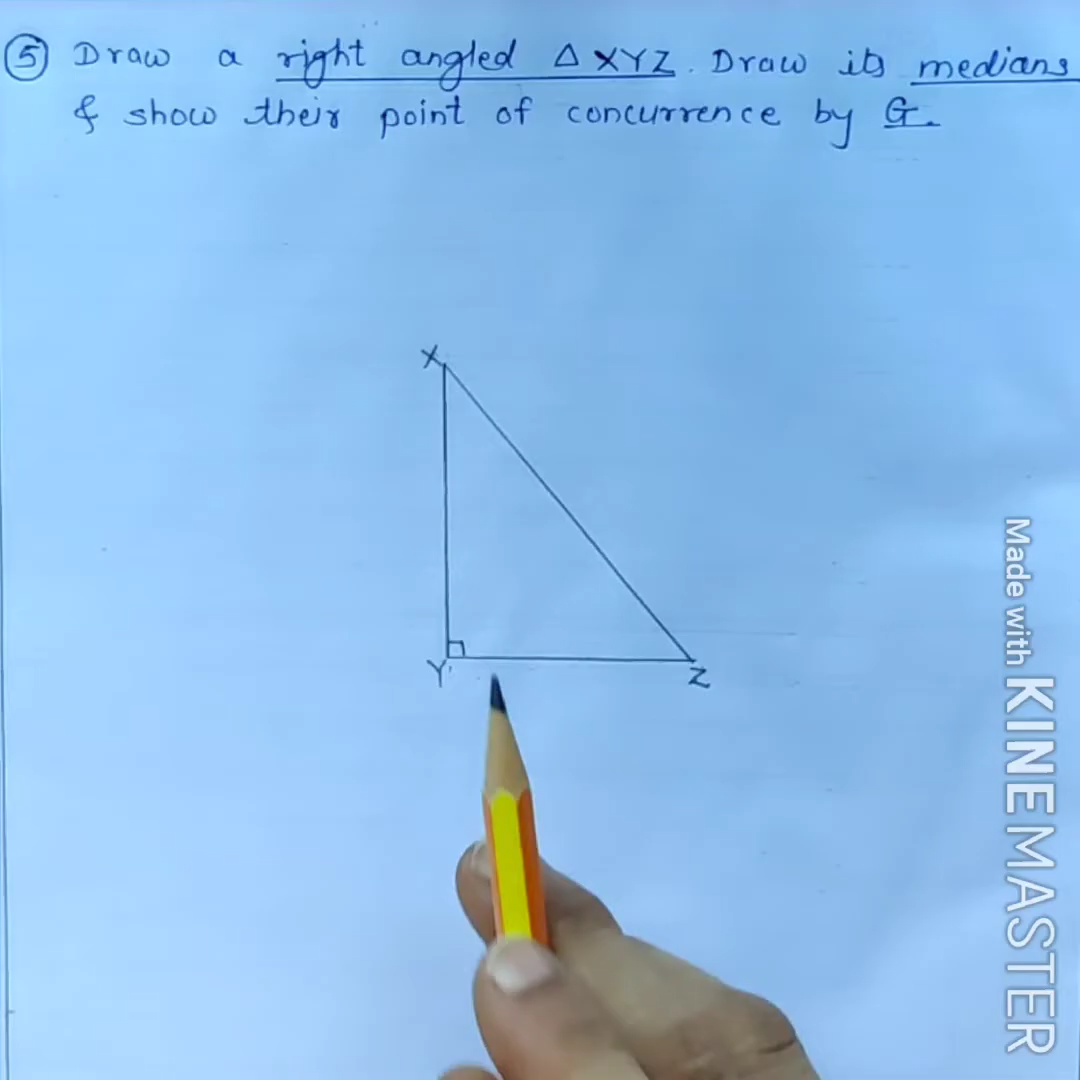 ⑤ Draw a right angled △XYZ. Draw its medians
& show their point of concurrence by G.
X
Y
Z
Made with KINEMASTER